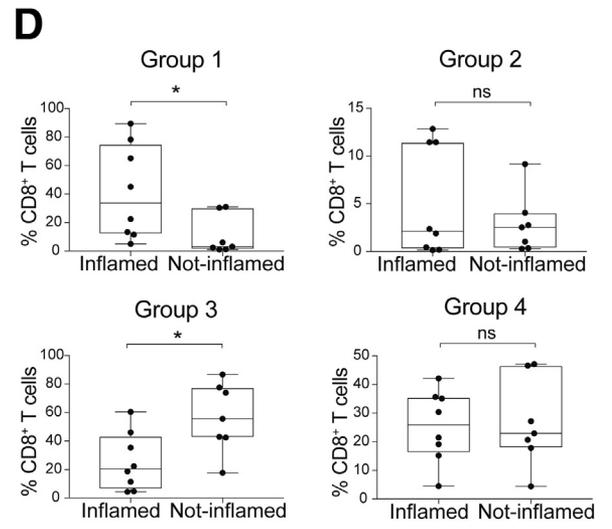 D
Group 1
*
% CD8⁺ T cells
100
80
60
40
20
0
Inflamed Not-inflamed
Group 2
ns
% CD8⁺ T cells
15
10
5
0
Inflamed Not-inflamed
Group 3
*
% CD8⁺ T cells
100
80
60
40
20
0
Inflamed Not-inflamed
Group 4
ns
% CD8⁺ T cells
50
40
30
20
10
0
Inflamed Not-inflamed